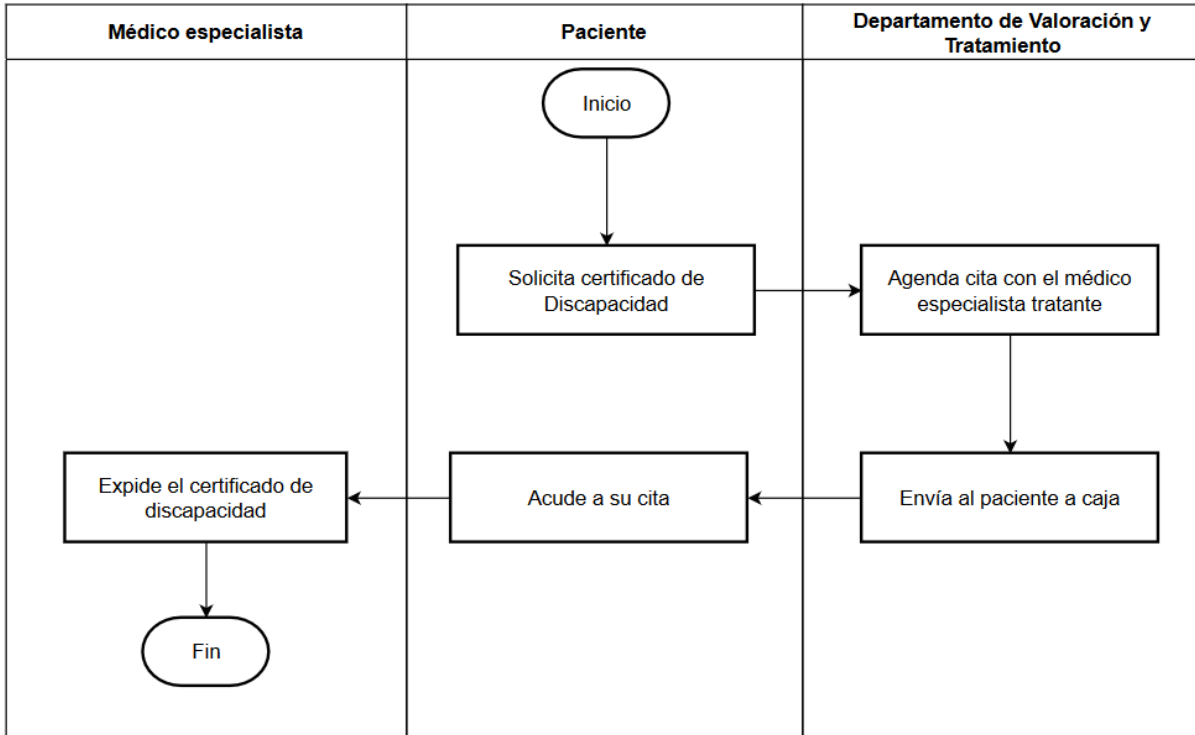 Médico especialista
Paciente
Departamento de Valoración y
Tratamiento
Inicio
Solicita certificado de
Discapacidad
Agenda cita con el médico
especialista tratante
Expide el certificado de
discapacidad
Acude a su cita
Envía al paciente a caja
Fin